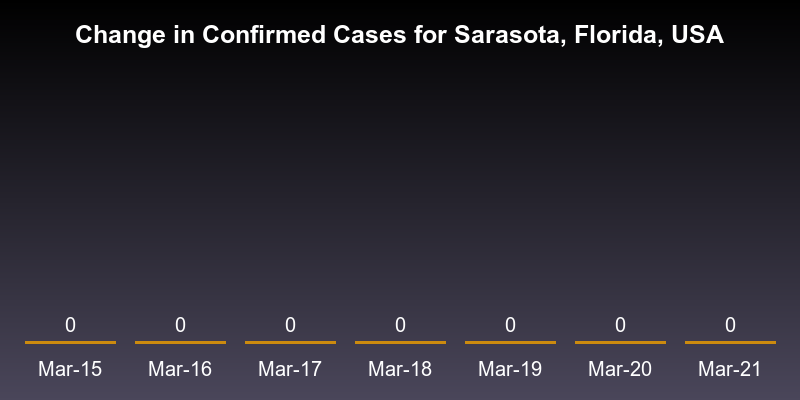 Change in Confirmed Cases for Sarasota, Florida, USA
0 0 0 0 0 0 0
Mar-15 Mar-16 Mar-17 Mar-18 Mar-19 Mar-20 Mar-21